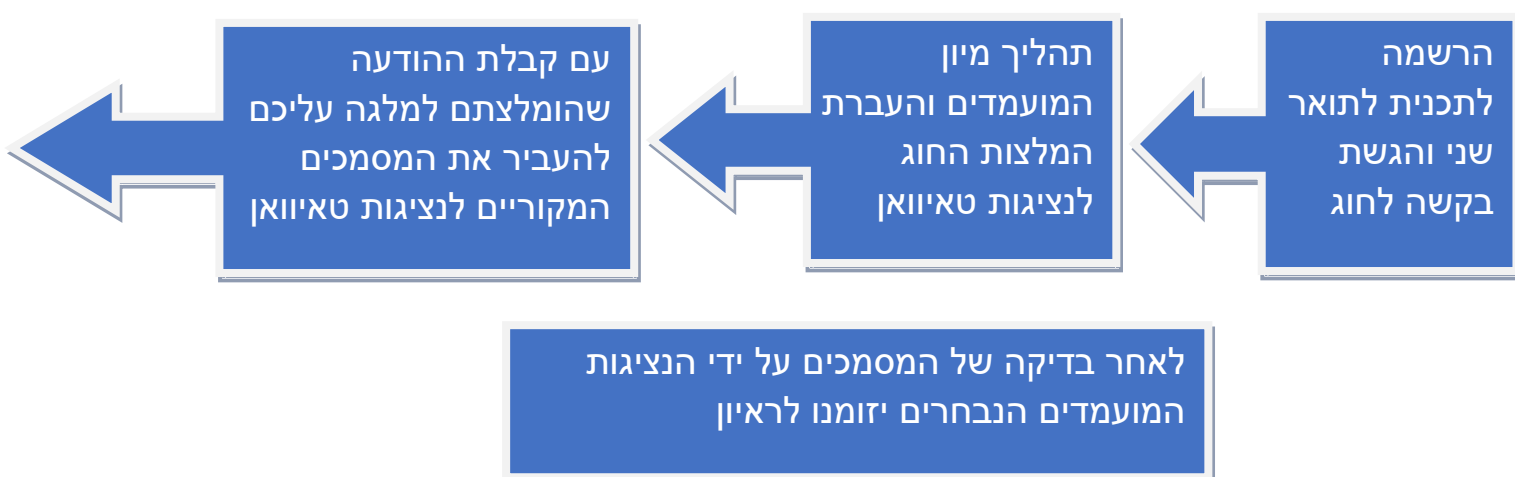 הרשמה
לתכנית לתואר
שני והגשת
בקשה לחוג
תהליך מיון
המועמדים והעברת
המלצות החוג
לנציגות טאיוואן
עם קבלת ההודעה
שהומלצתם למלגה עליכם
להעביר את המסמכים
המקוריים לנציגות טאיוואן
לאחר בדיקה של המסמכים על ידי הנציגות
המועמדים הנבחרים יזומנו לראיון